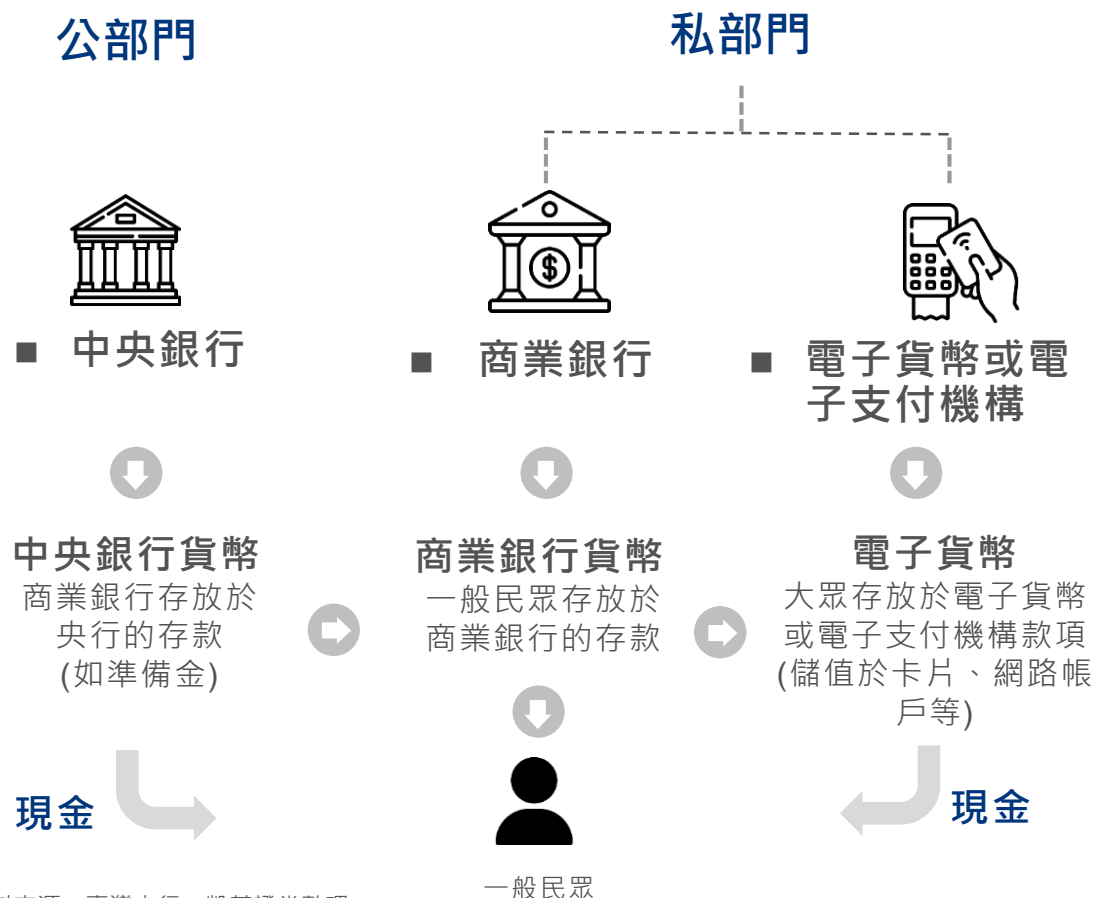 公部門
私部門
■ 中央銀行
■ 商業銀行
■ 電子貨幣或電
子支付機構
中央銀行貨幣
商業銀行存放於
央行的存款
(如準備金)
商業銀行貨幣
一般民眾存放於
商業銀行的存款
電子貨幣
大眾存放於電子貨幣
或電子支付機構款項
(儲值於卡片、網路帳
戶等)
現金
現金
一般民眾